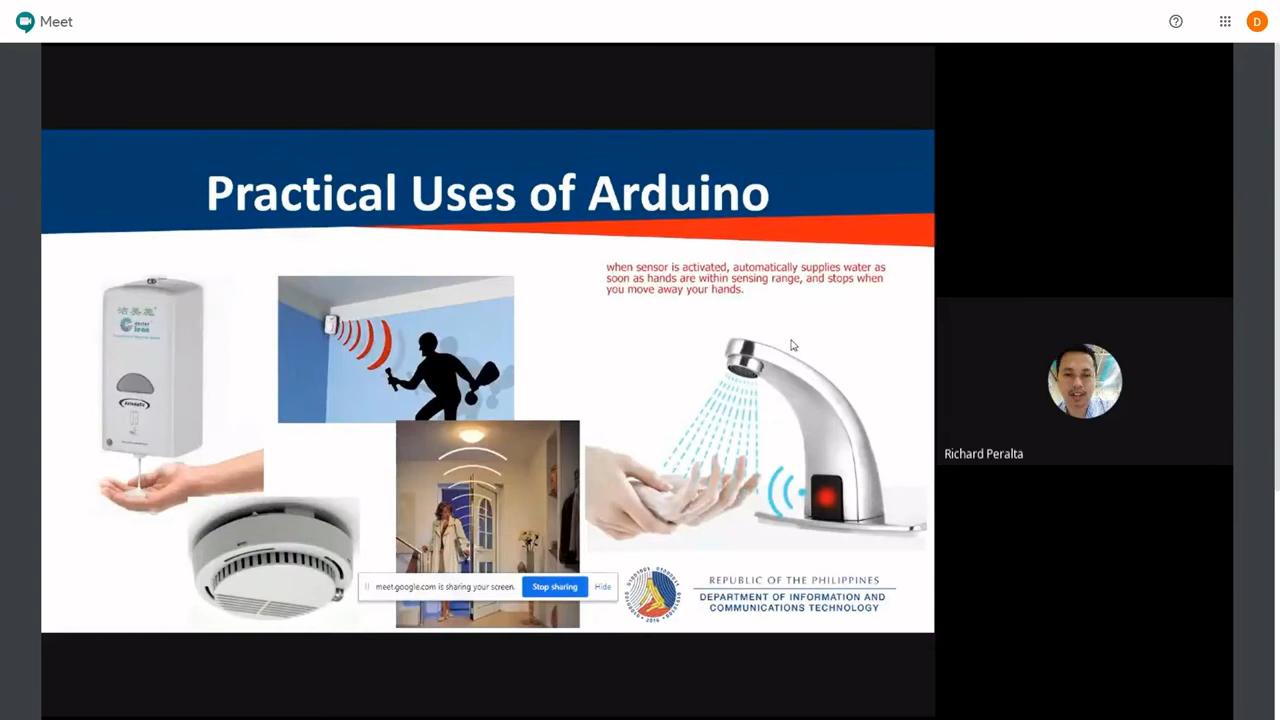 Meet
D
Practical Uses of Arduino
when sensor is activated, automatically supplies water as
soon as hands are within sensing range, and stops when
you move away your hands.
Richard Peralta
meet.google.com is sharing your screen.
Stop sharing
Hide
REPUBLIC OF THE PHILIPPINES
DEPARTMENT OF INFORMATION AND
COMMUNICATIONS TECHNOLOGY
2016